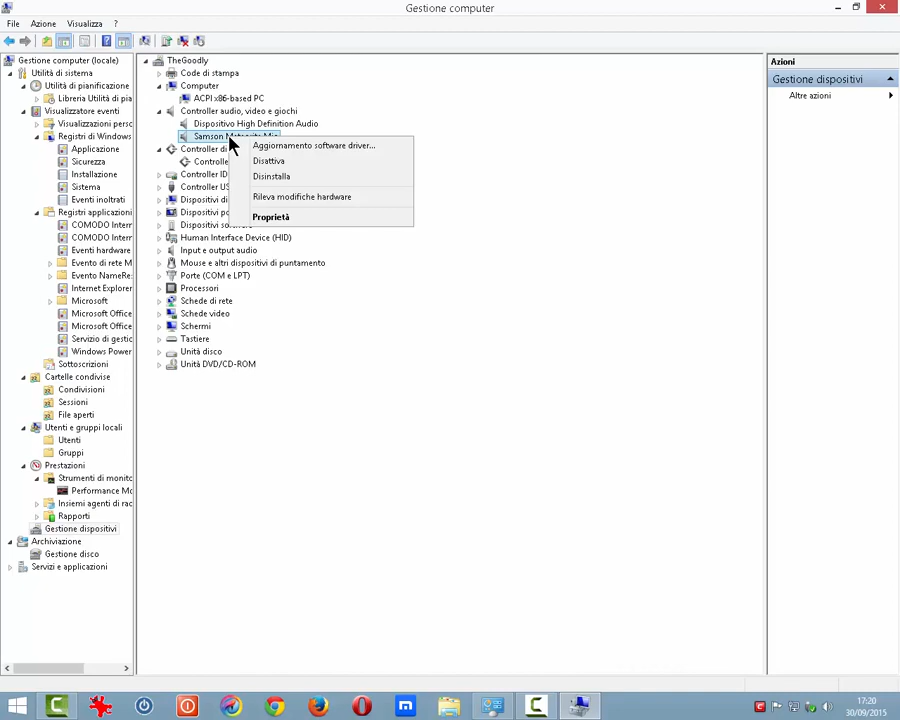 Gestione computer
File Azione Visualizza ?
Gestione computer (locale)
Utilità di sistema
Utilità di pianificazione
Libreria Utilità di pia
Visualizzatore eventi
Visualizzazioni perso
Registri di Windows
Applicazione
Sicurezza
Installazione
Sistema
Eventi inoltrati
Registri applicazioni
COMODO Intern
COMODO Intern
Eventi hardware
Evento di rete M
Evento NameRe
Internet Explorer
Microsoft
Microsoft Office
Microsoft Office
Servizio di gestic
Windows Power
Sottoscrizioni
Cartelle condivise
Condivisioni
Sessioni
File aperti
Utenti e gruppi locali
Utenti
Gruppi
Prestazioni
Strumenti di monito
Performance Mo
Insiemi agenti di rac
Rapporti
Gestione dispositivi
Archiviazione
Gestione disco
Servizi e applicazioni
TheGoodly
Codice di stampa
Computer
ACPI x86-based PC
Controller audio, video e giochi
Dispositivo High Definition Audio
Samson Meteorite Mic
Controller di
Controlle
Controller ID
Controller US
Dispositivi di
Dispositivi po
Dispositivi software
Human Interface Device (HID)
Input e output audio
Mouse e altri dispositivi di puntamento
Porte (COM e LPT)
Processori
Schede di rete
Schede video
Schermi
Tastiere
Unità disco
Unità DVD/CD-ROM
Aggiornamento software driver...
Disattiva
Disinstalla
Rileva modifiche hardware
Proprietà
Azioni
Gestione dispositivi
Altre azioni
17:20
30/09/2015